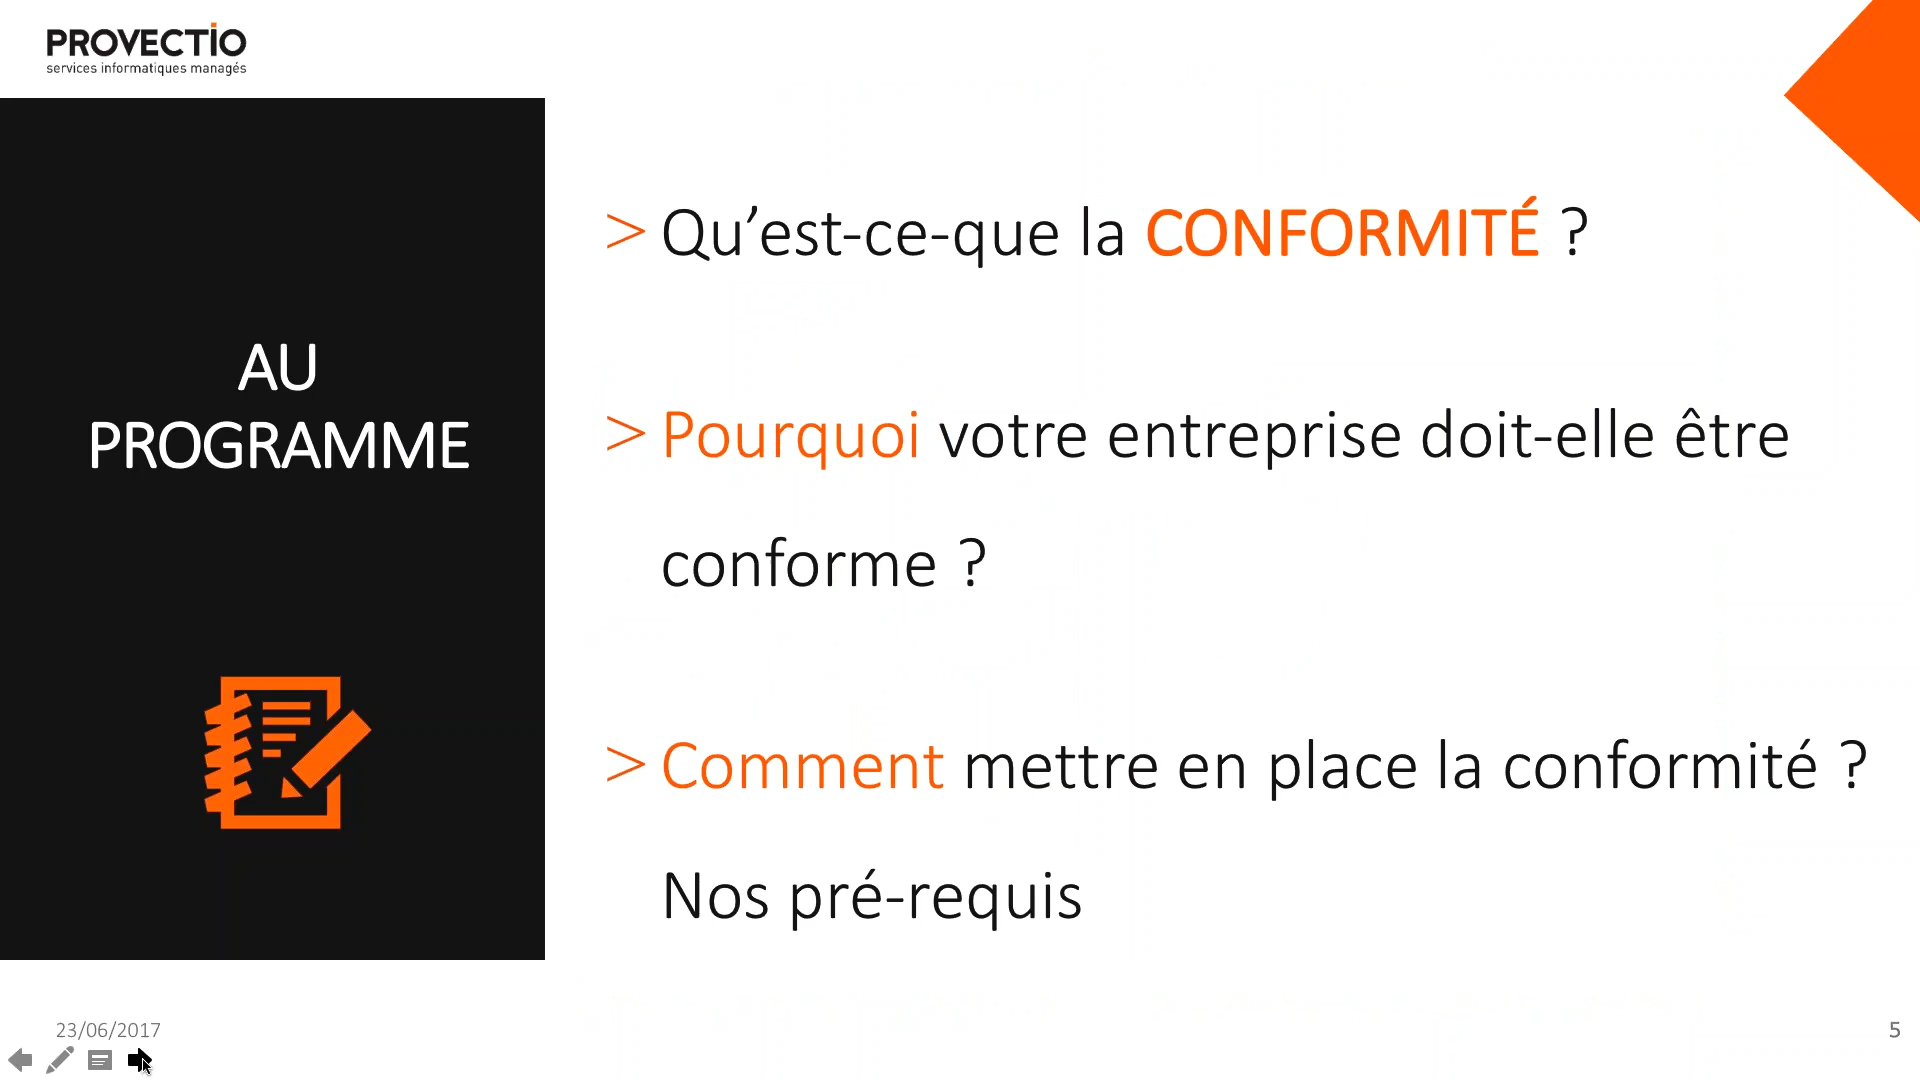 PROVECTIO
services informatiques managés
AU
PROGRAMME
> Qu’est-ce-que la CONFORMITÉ ?
> Pourquoi votre entreprise doit-elle être
conforme ?
> Comment mettre en place la conformité ?
Nos pré-requis
23/06/2017
5